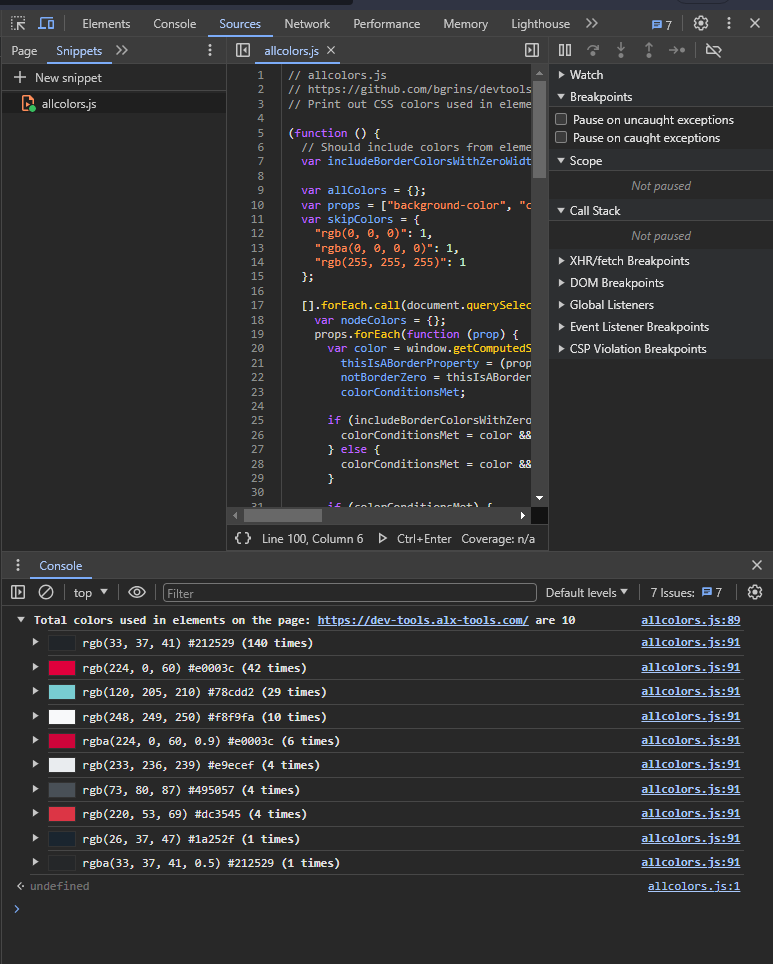 Elements Console Sources Network Performance Memory Lighthouse 7
Page Snippets
allcolors.js
New snippet
allcolors.js
1 // allcolors.js
2 // https://github.com/bgrins/devtools
3 // Print out CSS colors used in eleme
4
5 (function () {
6 // Should include colors from eleme
7 var includeBorderColorsWithZeroWidt
8
9 var allColors = {};
10 var props = ["background-color", "c
11 var skipColors = {
12 "rgb(0, 0, 0)": 1,
13 "rgba(0, 0, 0, 0)": 1,
14 "rgb(255, 255, 255)": 1
15 };
16
17 [].forEach.call(document.querySelec
18 var nodeColors = {};
19 props.forEach(function (prop) {
20 var color = window.getComputedS
21 thisIsABorderProperty = (prop
22 notBorderZero = thisIsABorder
23 colorConditionsMet;
24
25 if (includeBorderColorsWithZero
26 colorConditionsMet = color &&
27 } else {
28 colorConditionsMet = color &&
29 }
30
31 if (colorConditionsMet) {
{} Line 100, Column 6 Ctrl+Enter Coverage: n/a
Watch
Breakpoints
Pause on uncaught exceptions
Pause on caught exceptions
Scope
Not paused
Call Stack
Not paused
XHR/fetch Breakpoints
DOM Breakpoints
Global Listeners
Event Listener Breakpoints
CSP Violation Breakpoints
Console
top Filter Default levels 7 Issues: 7
Total colors used in elements on the page: https://dev-tools.alx-tools.com/ are 10 allcolors.js:89
rgb(33, 37, 41) #212529 (140 times) allcolors.js:91
rgb(224, 0, 60) #e0003c (42 times) allcolors.js:91
rgb(120, 205, 210) #78cdd2 (29 times) allcolors.js:91
rgb(248, 249, 250) #f8f9fa (10 times) allcolors.js:91
rgba(224, 0, 60, 0.9) #e0003c (6 times) allcolors.js:91
rgb(233, 236, 239) #e9ecef (4 times) allcolors.js:91
rgb(73, 80, 87) #495057 (4 times) allcolors.js:91
rgb(220, 53, 69) #dc3545 (4 times) allcolors.js:91
rgb(26, 37, 47) #1a252f (1 times) allcolors.js:91
rgba(33, 37, 41, 0.5) #212529 (1 times) allcolors.js:91
undefined allcolors.js:1